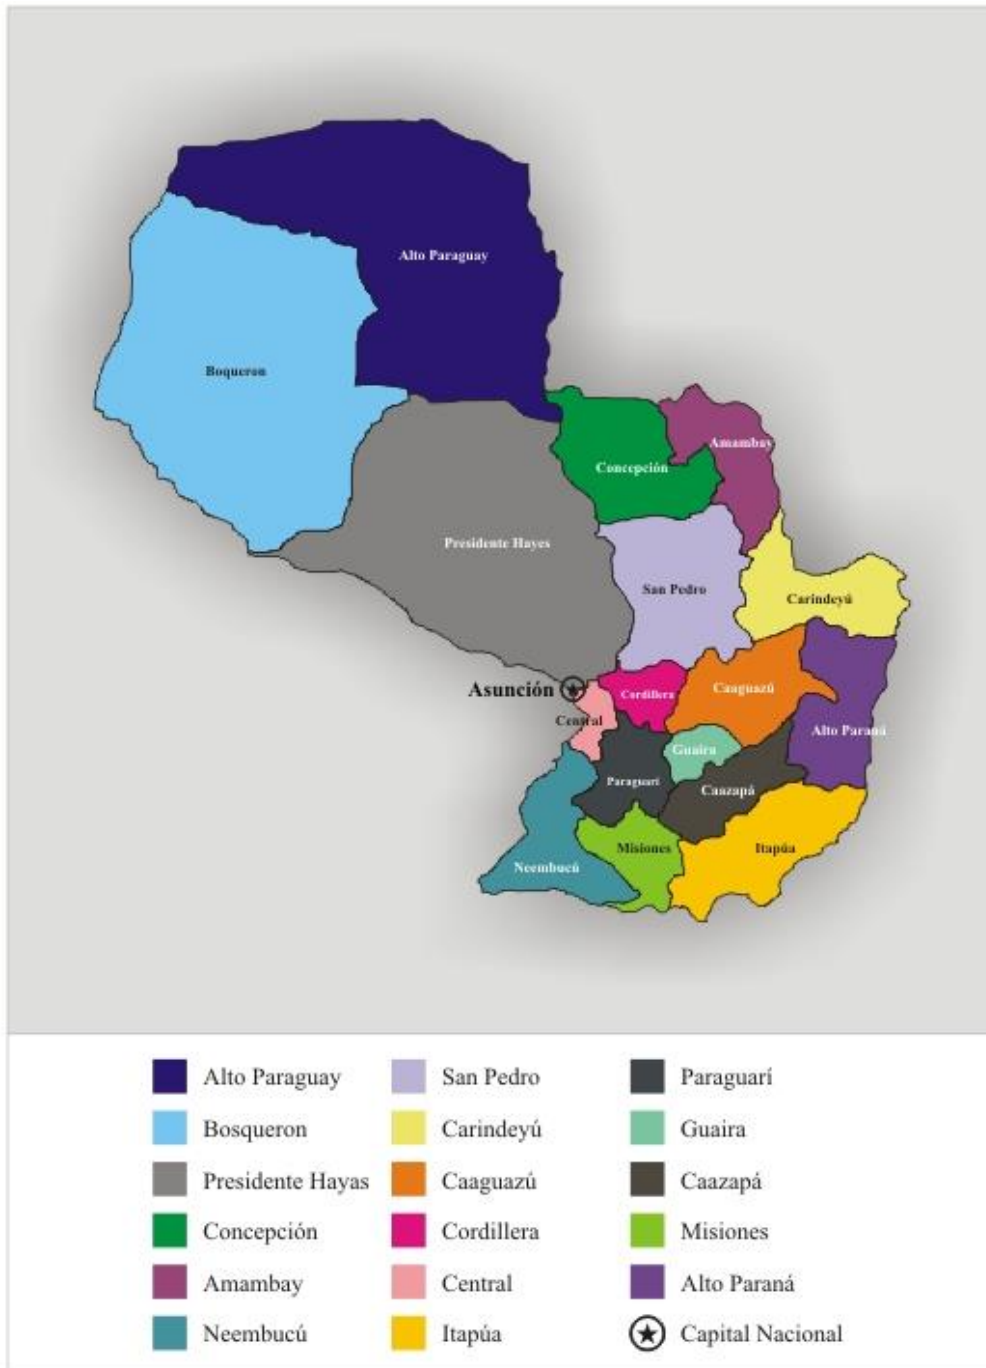 Alto Paraguay
Boqueron
Amambay
Concepción
Presidente Hayes
San Pedro
Carindeyú
Asunción
Cordillera
Caaguazú
Central
Alto Paraná
Guaira
Paraguarí
Caazapá
Misiones
Itapúa
Neembucú
Alto Paraguay
Bosqueron
Presidente Hayas
Concepción
Amambay
Neembucú
San Pedro
Carindeyú
Caaguazú
Cordillera
Central
Itapúa
Paraguarí
Guaira
Caazapá
Misiones
Alto Paraná
Capital Nacional